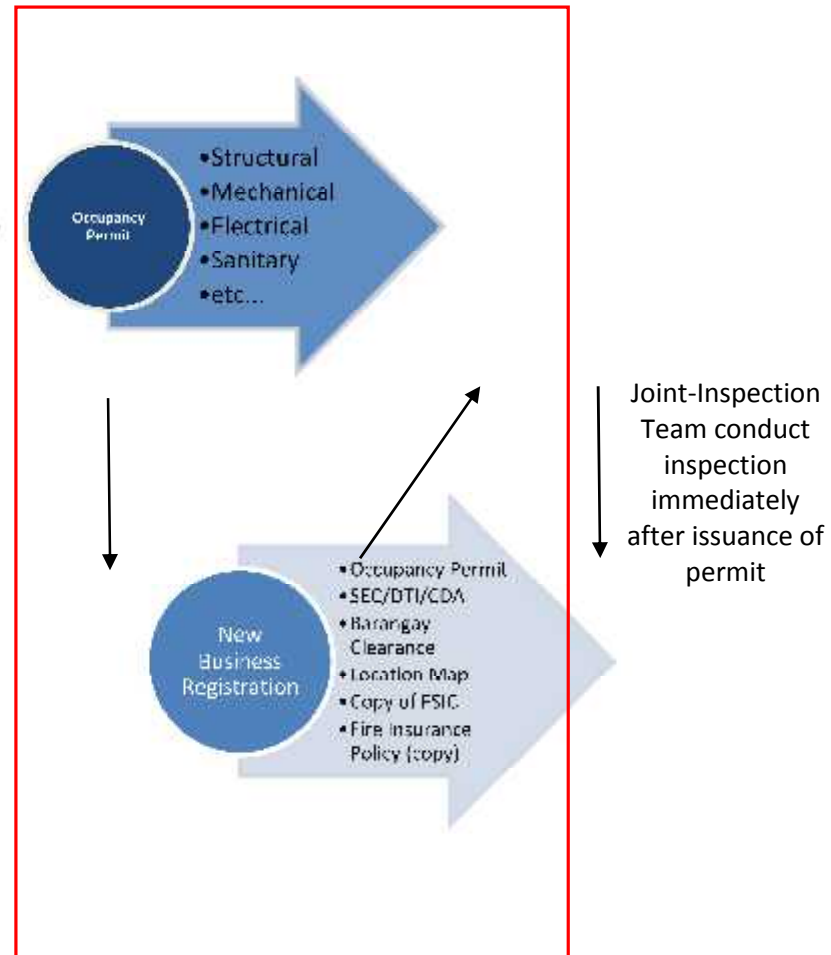 Occupancy
Permit
•Structural
•Mechanical
•Electrical
•Sanitary
•etc...
Joint-Inspection
Team conduct
inspection
immediately
after issuance of
permit
New
Business
Registration
•Occupancy Permit
•SEC/DTI/CDA
•Barangay
Clearance
•Location Map
•Copy of FSIC
•Fire Insurance
Policy (copy)